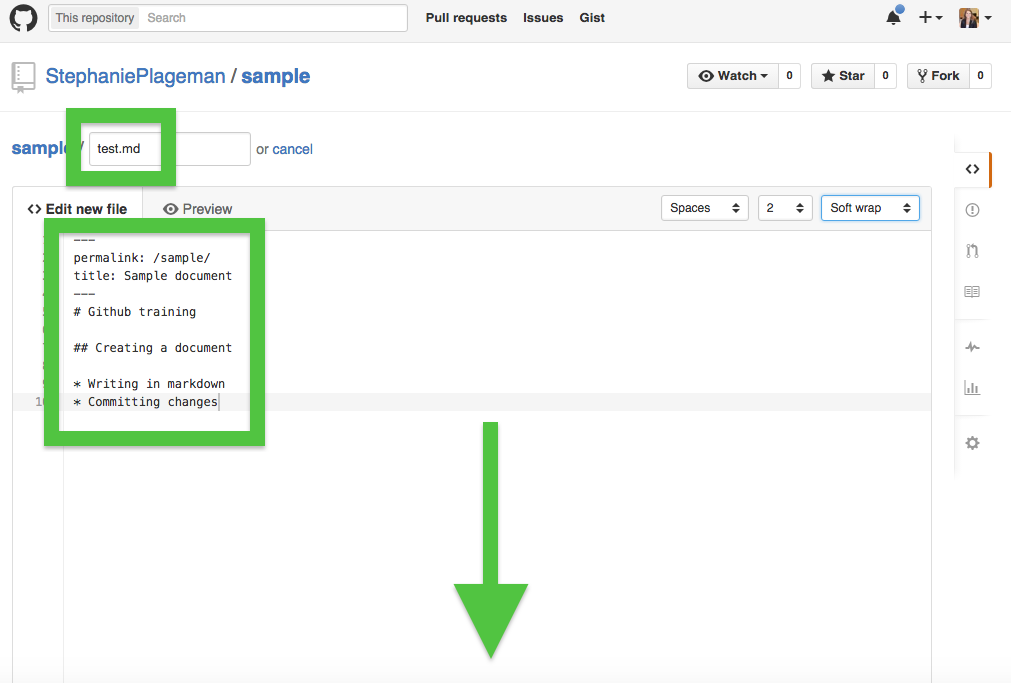 This repository Search Pull requests Issues Gist
StephaniePlageman / sample
Watch 0 Star 0 Fork 0
sample / test.md or cancel
<> Edit new file Preview Spaces 2 Soft wrap
---
permalink: /sample/
title: Sample document
---
# Github training
## Creating a document
* Writing in markdown
* Committing changes